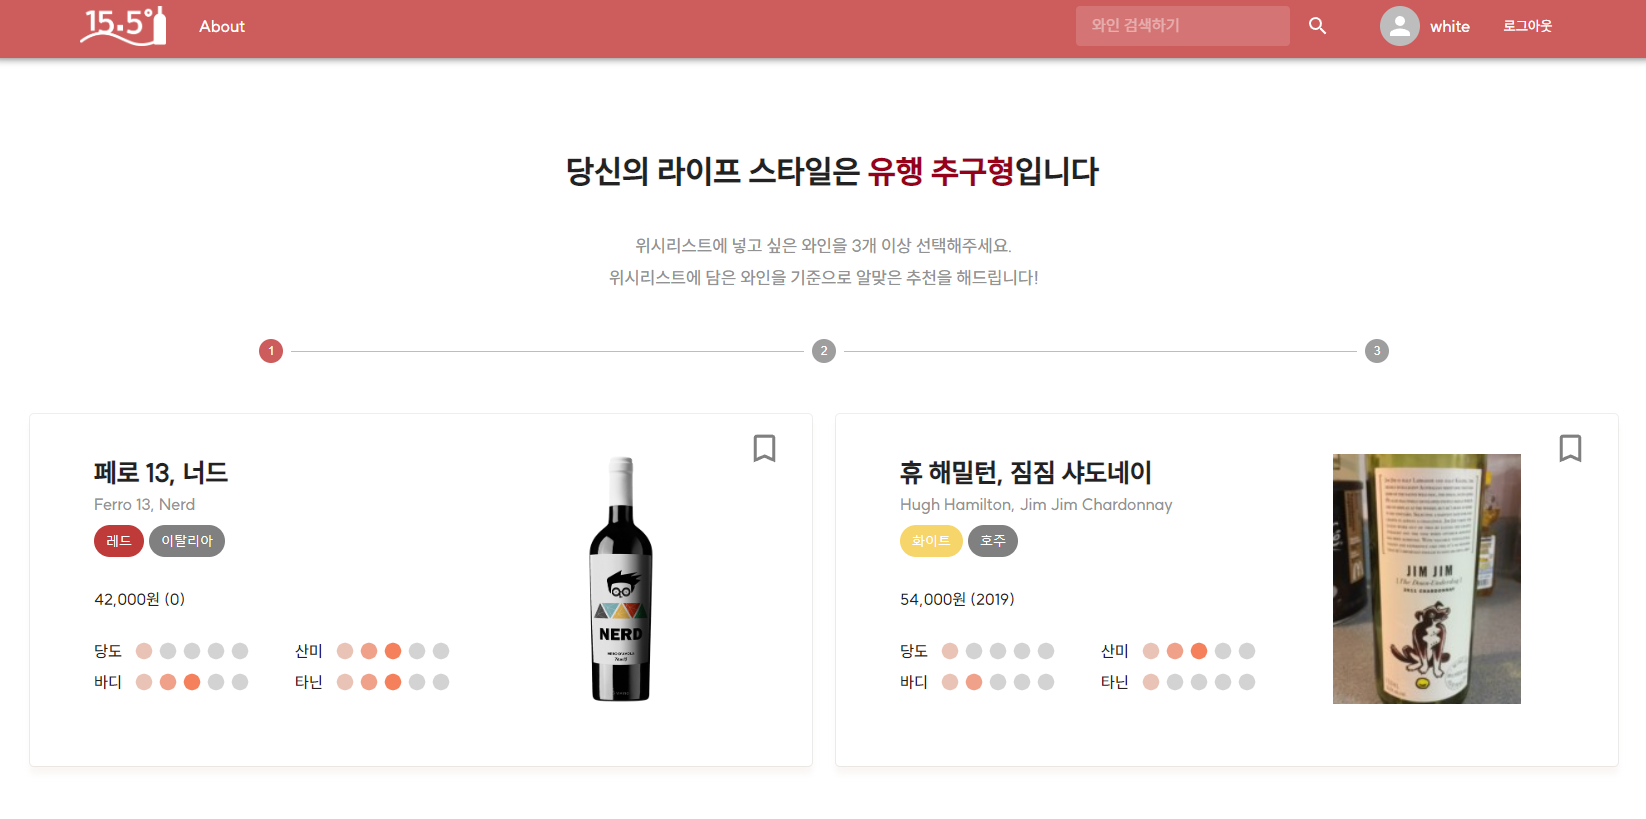 15.5° About 와인 검색하기 white 로그아웃
당신의 라이프 스타일은 유행 추구형입니다
위시리스트에 넣고 싶은 와인을 3개 이상 선택해주세요.
위시리스트에 담은 와인을 기준으로 알맞은 추천을 해드립니다!
1 2 3
페로 13, 너드
Ferro 13, Nerd
레드 이탈리아
42,000원 (0)
당도 산미
바디 타닌
NERD
휴 해밀턴, 짐짐 샤도네이
Hugh Hamilton, Jim Jim Chardonnay
화이트 호주
54,000원 (2019)
당도 산미
바디 타닌
JIM JIM